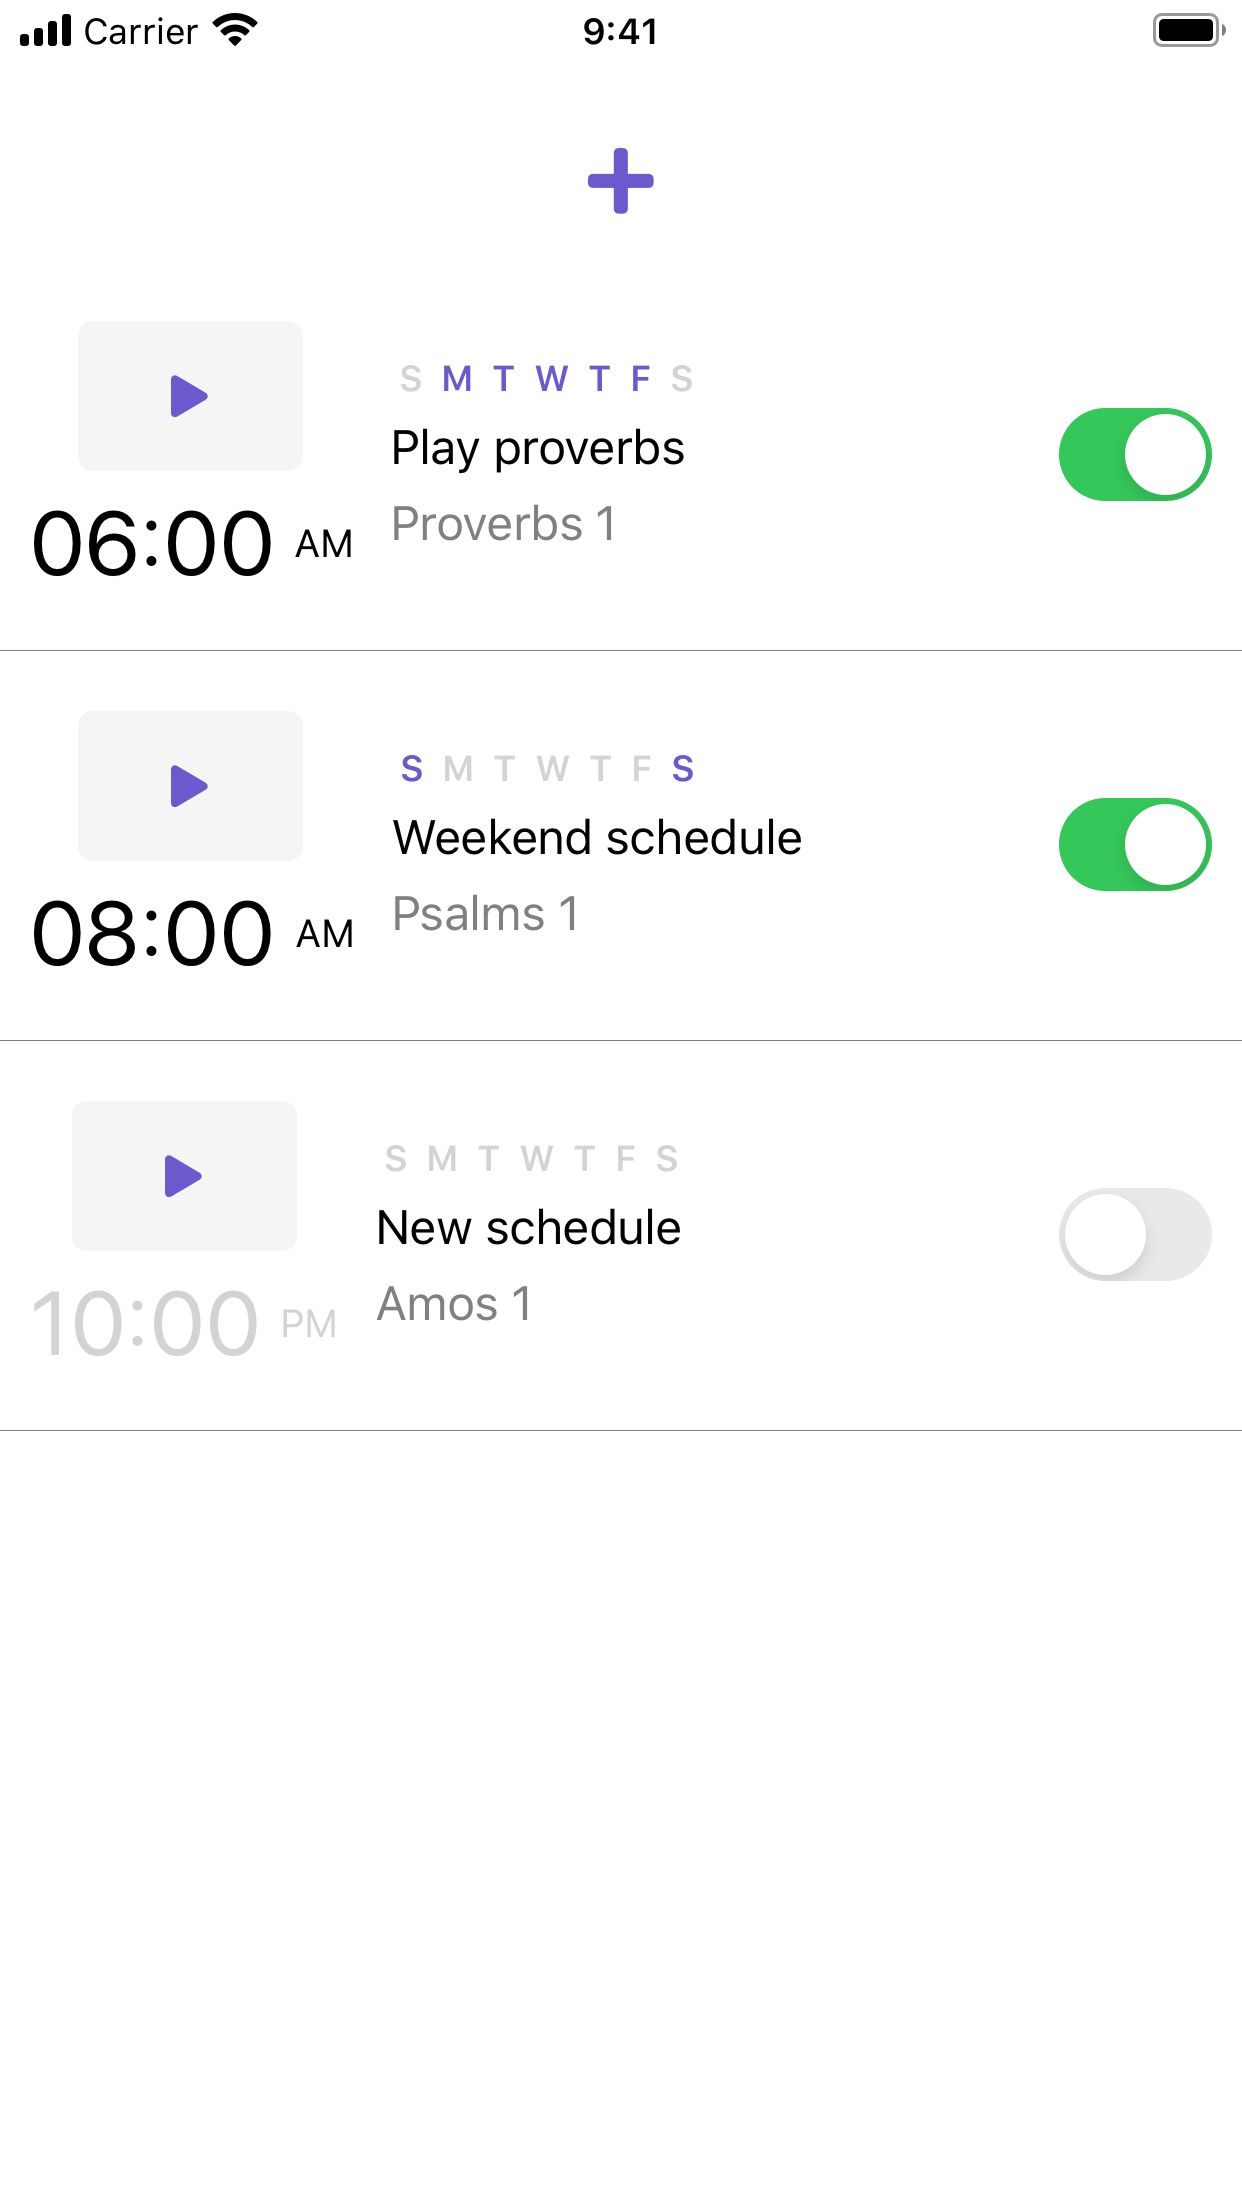 Carrier 9:41
S M T W T F S
Play proverbs
Proverbs 1
06:00 AM
S M T W T F S
Weekend schedule
Psalms 1
08:00 AM
S M T W T F S
New schedule
Amos 1
10:00 PM